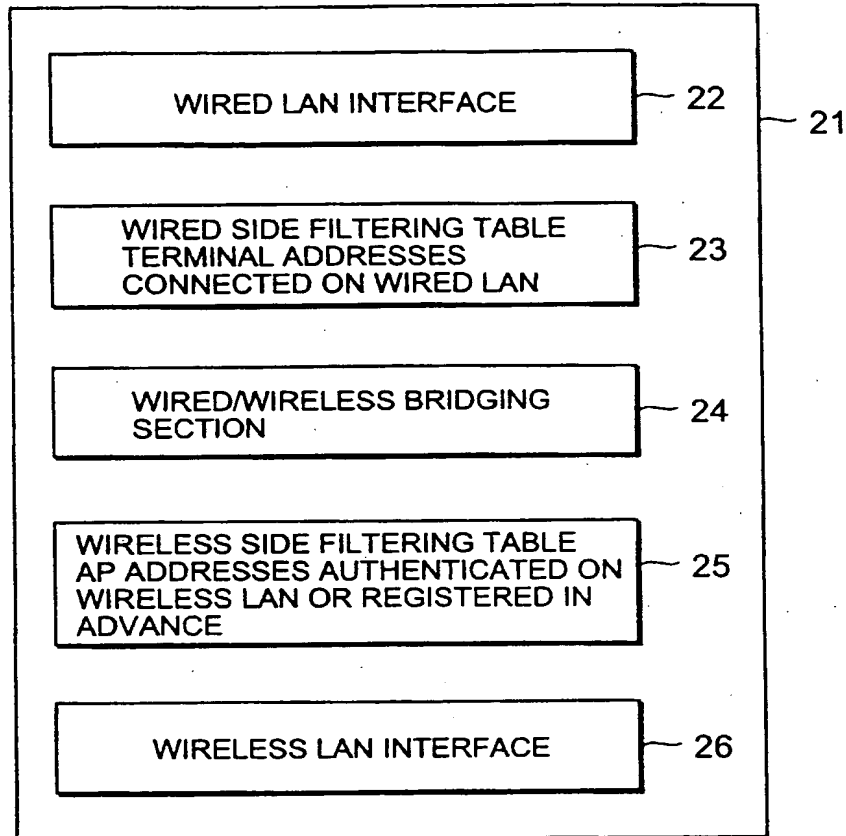 WIRED LAN INTERFACE
22
21
WIRED SIDE FILTERING TABLE
TERMINAL ADDRESSES
CONNECTED ON WIRED LAN
23
WIRED/WIRELESS BRIDGING
SECTION
24
WIRELESS SIDE FILTERING TABLE
AP ADDRESSES AUTHENTICATED ON
WIRELESS LAN OR REGISTERED IN
ADVANCE
25
WIRELESS LAN INTERFACE
26